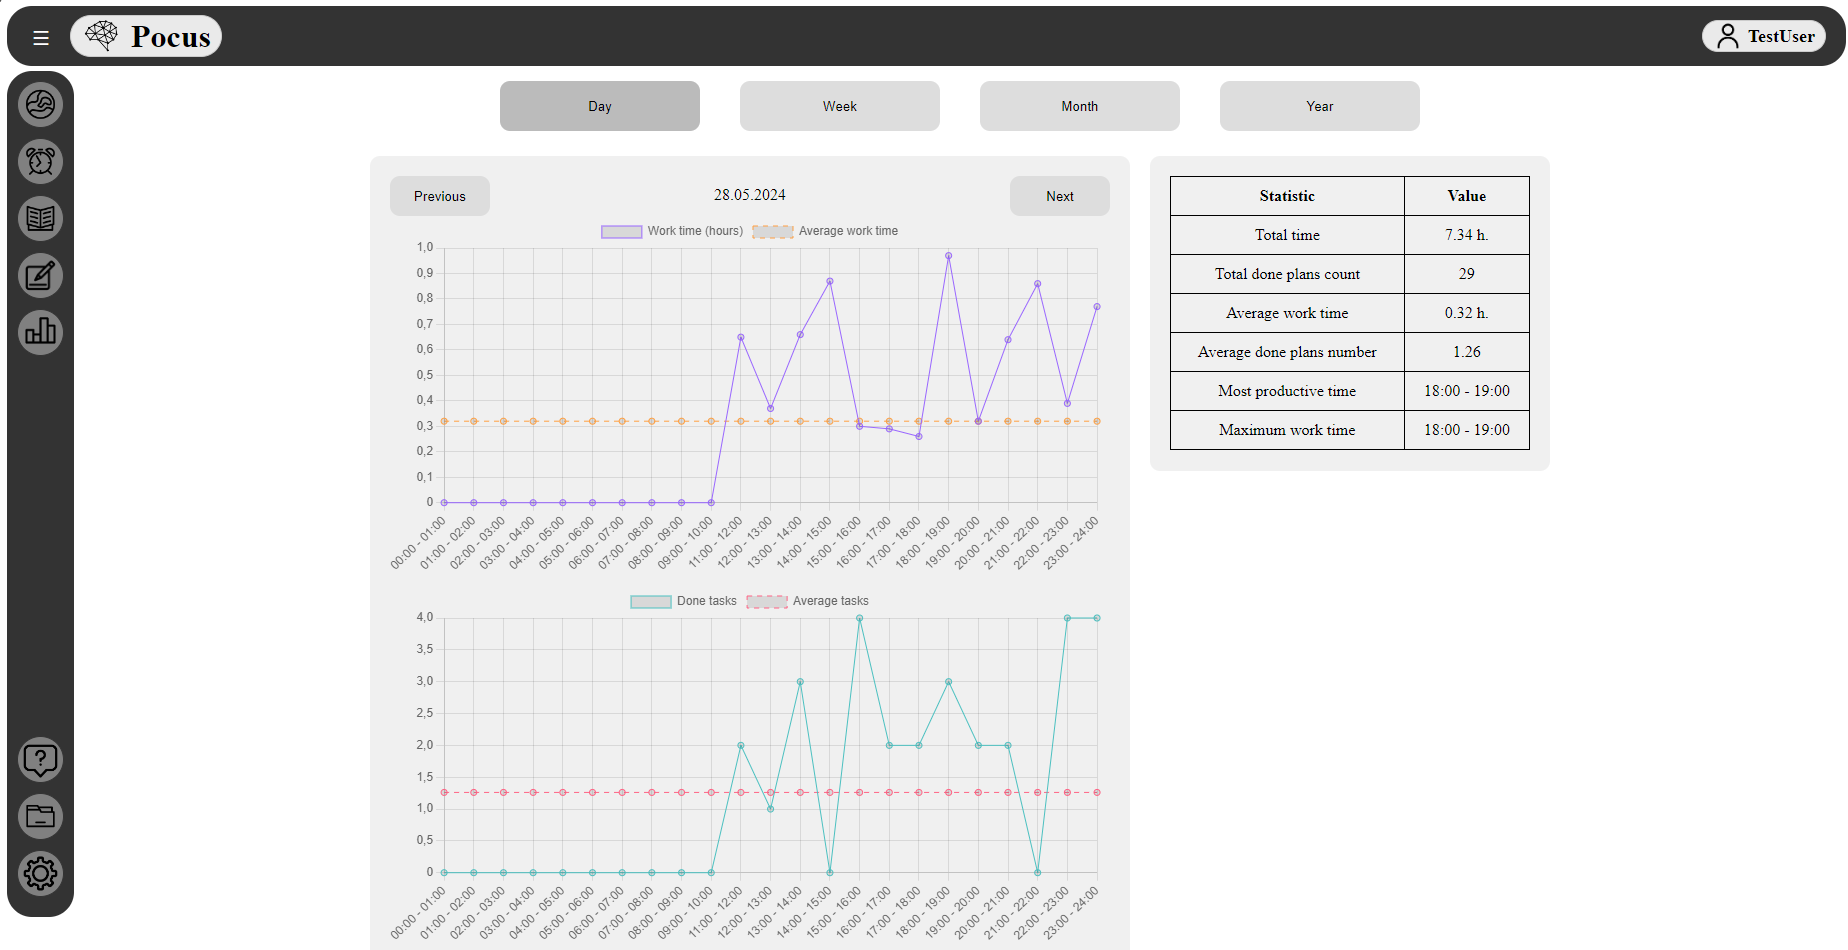 ☰ Pocus
TestUser
Day Week Month Year
Previous 28.05.2024 Next
Work time (hours) Average work time
1,0
0,9
0,8
0,7
0,6
0,5
0,4
0,3
0,2
0,1
0
00:00 - 01:00
01:00 - 02:00
02:00 - 03:00
03:00 - 04:00
04:00 - 05:00
05:00 - 06:00
06:00 - 07:00
07:00 - 08:00
08:00 - 09:00
09:00 - 10:00
11:00 - 12:00
12:00 - 13:00
13:00 - 14:00
14:00 - 15:00
15:00 - 16:00
16:00 - 17:00
17:00 - 18:00
18:00 - 19:00
19:00 - 20:00
20:00 - 21:00
21:00 - 22:00
22:00 - 23:00
23:00 - 24:00
Done tasks Average tasks
4,0
3,5
3,0
2,5
2,0
1,5
1,0
0,5
0
00:00 - 01:00
01:00 - 02:00
02:00 - 03:00
03:00 - 04:00
04:00 - 05:00
05:00 - 06:00
06:00 - 07:00
07:00 - 08:00
08:00 - 09:00
09:00 - 10:00
11:00 - 12:00
12:00 - 13:00
13:00 - 14:00
14:00 - 15:00
15:00 - 16:00
16:00 - 17:00
17:00 - 18:00
18:00 - 19:00
19:00 - 20:00
20:00 - 21:00
21:00 - 22:00
22:00 - 23:00
23:00 - 24:00
Statistic Value
Total time 7.34 h.
Total done plans count 29
Average work time 0.32 h.
Average done plans number 1.26
Most productive time 18:00 - 19:00
Maximum work time 18:00 - 19:00
?